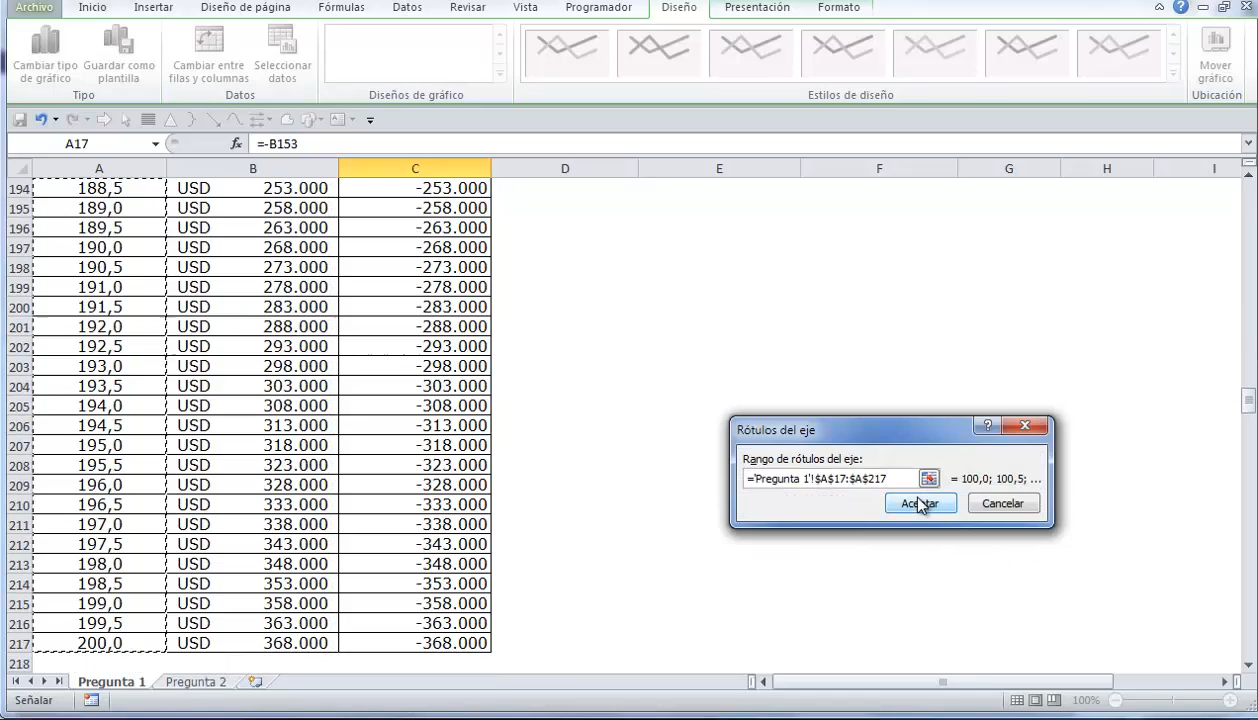 Archivo Inicio Insertar Diseño de página Fórmulas Datos Revisar Vista Programador Diseño Presentación Formato
Cambiar tipo de gráfico
Guardar como plantilla
Cambiar entre filas y columnas
Seleccionar datos
Mover gráfico
Tipo Datos Diseños de gráfico Estilos de diseño Ubicación
A17 fx =-B153
A B C D E F G H I
194 188,5 USD 253.000 -253.000
195 189,0 USD 258.000 -258.000
196 189,5 USD 263.000 -263.000
197 190,0 USD 268.000 -268.000
198 190,5 USD 273.000 -273.000
199 191,0 USD 278.000 -278.000
200 191,5 USD 283.000 -283.000
201 192,0 USD 288.000 -288.000
202 192,5 USD 293.000 -293.000
203 193,0 USD 298.000 -298.000
204 193,5 USD 303.000 -303.000
205 194,0 USD 308.000 -308.000
206 194,5 USD 313.000 -313.000
207 195,0 USD 318.000 -318.000
208 195,5 USD 323.000 -323.000
209 196,0 USD 328.000 -328.000
210 196,5 USD 333.000 -333.000
211 197,0 USD 338.000 -338.000
212 197,5 USD 343.000 -343.000
213 198,0 USD 348.000 -348.000
214 198,5 USD 353.000 -353.000
215 199,0 USD 358.000 -358.000
216 199,5 USD 363.000 -363.000
217 200,0 USD 368.000 -368.000
218
Rótulos del eje
Rango de rótulos del eje:
='Pregunta 1'!$A$17:$A$217 = 100,0; 100,5; ...
Aceptar Cancelar
Pregunta 1 Pregunta 2
Señalar 100%